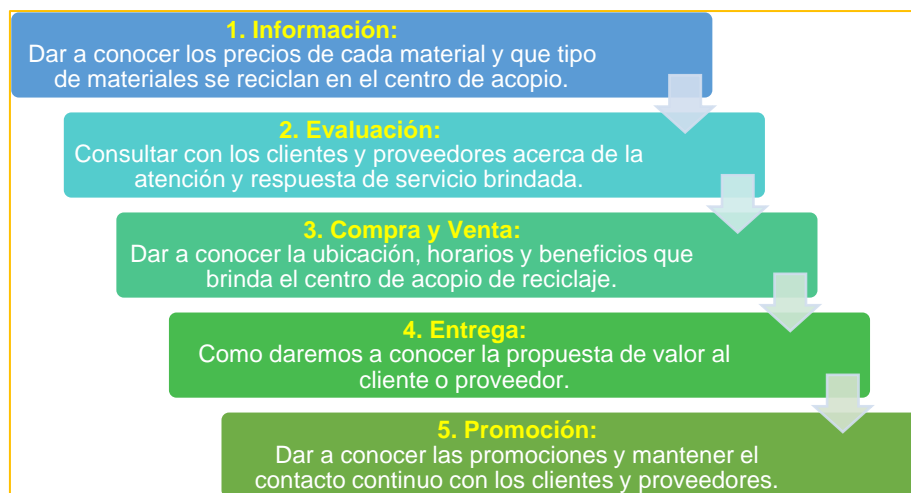 1. Información:
Dar a conocer los precios de cada material y que tipo
de materiales se reciclan en el centro de acopio.
2. Evaluación:
Consultar con los clientes y proveedores acerca de la
atención y respuesta de servicio brindada.
3. Compra y Venta:
Dar a conocer la ubicación, horarios y beneficios que
brinda el centro de acopio de reciclaje.
4. Entrega:
Como daremos a conocer la propuesta de valor al
cliente o proveedor.
5. Promoción:
Dar a conocer las promociones y mantener el
contacto continuo con los clientes y proveedores.